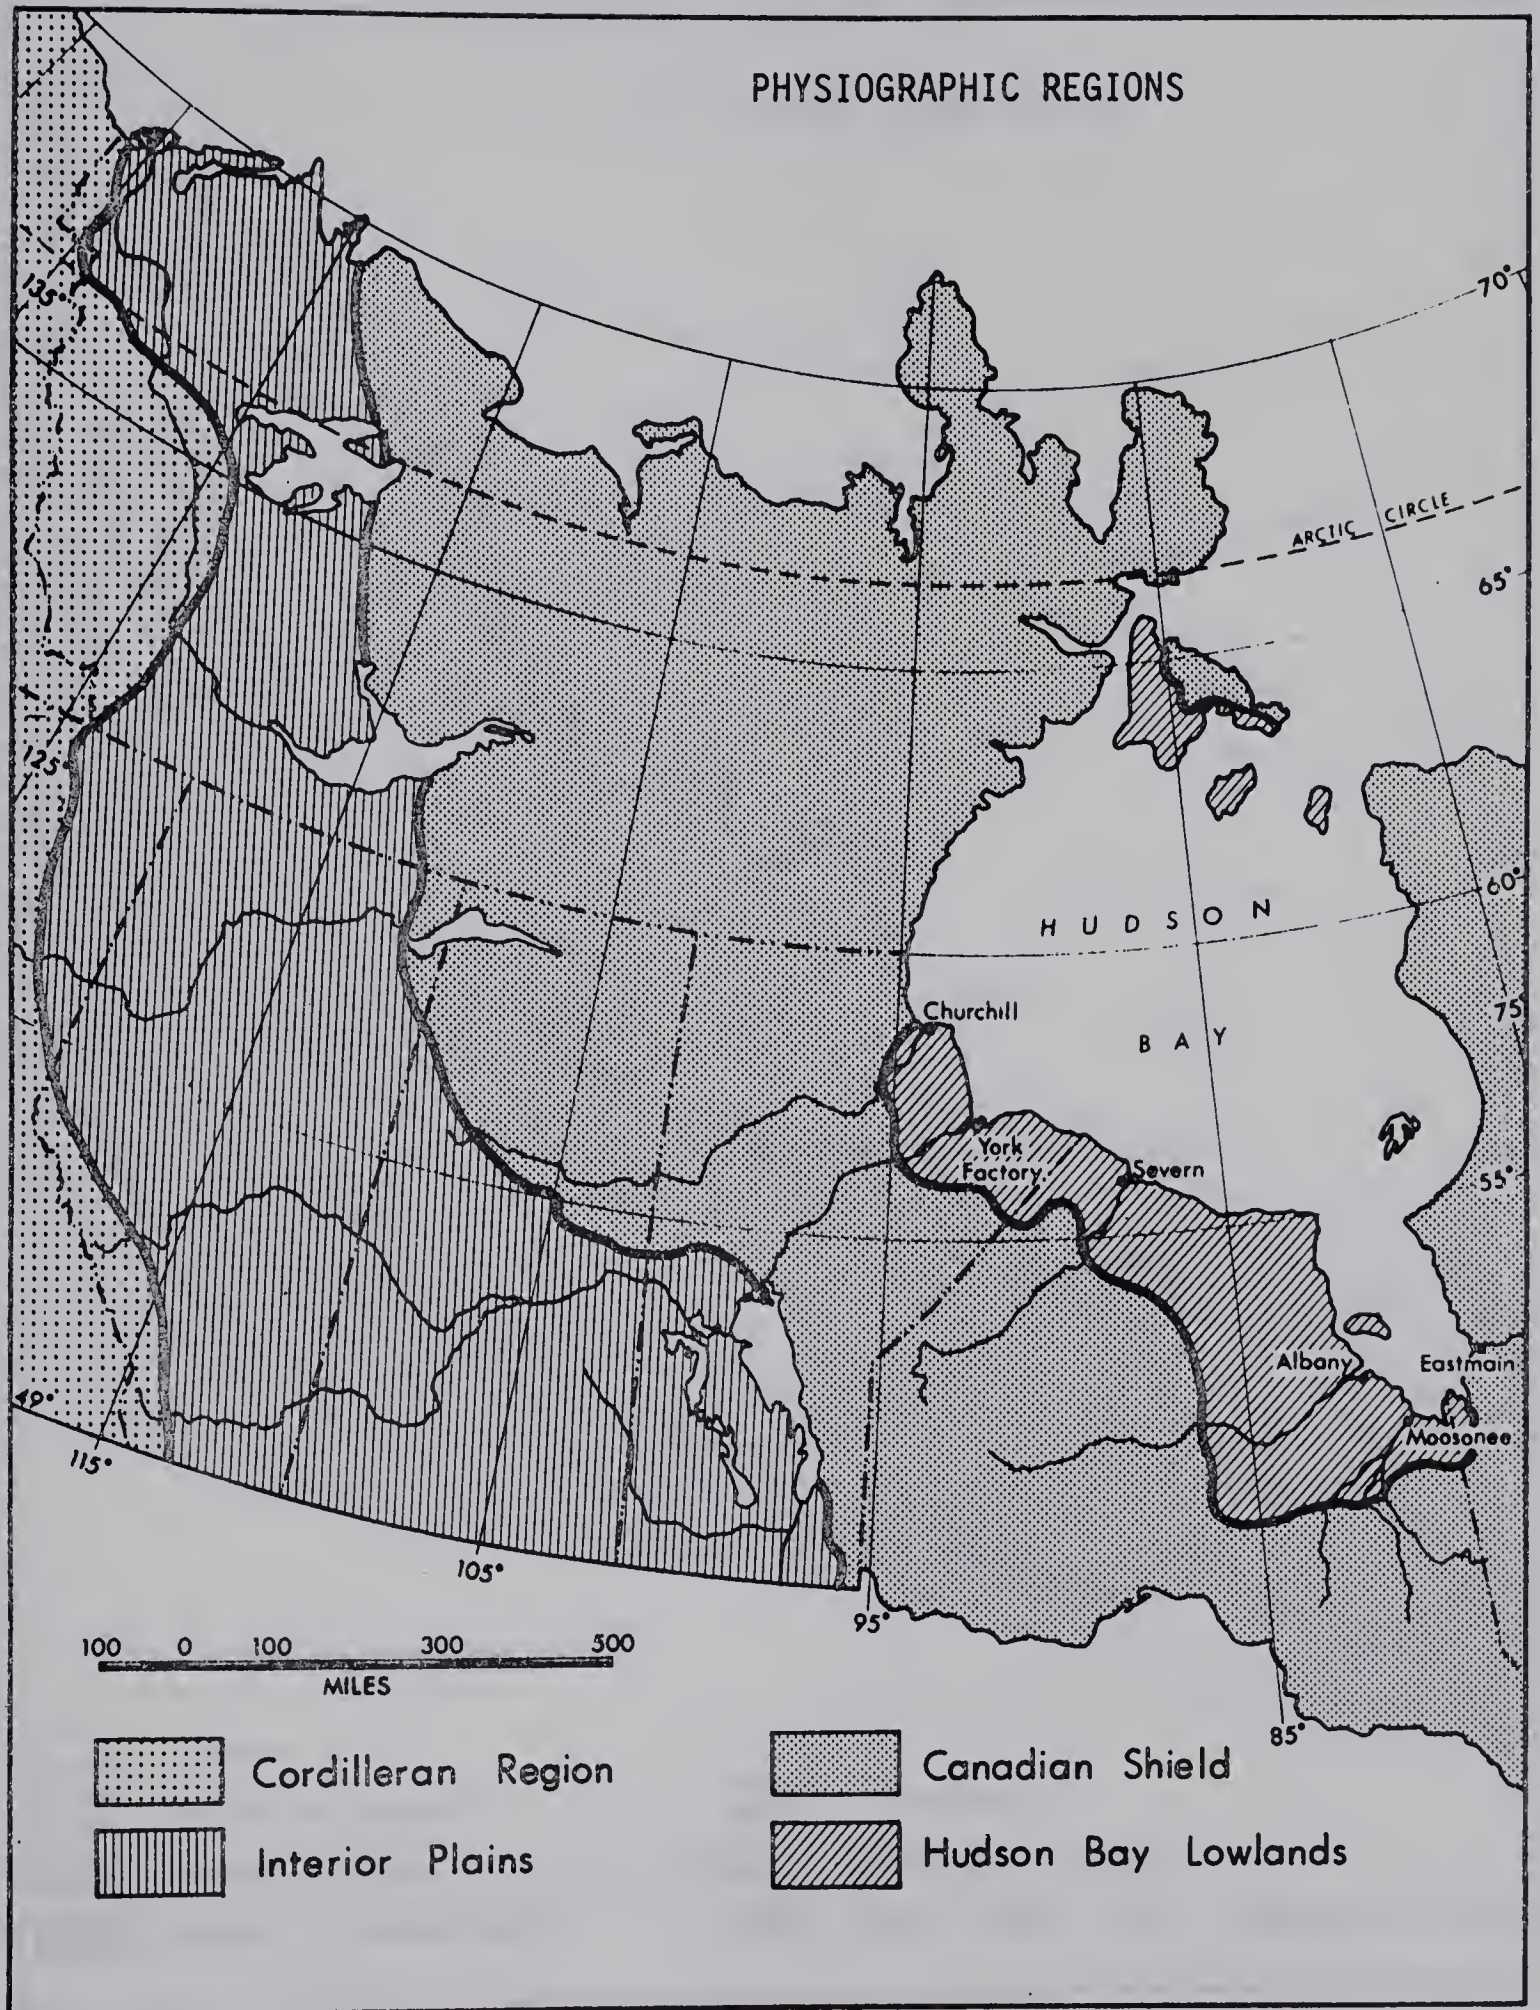 PHYSIOGRAPHIC REGIONS
70°
135°
ARCTIC CIRCLE
65°
125°
60°
HUDSON
BAY
Churchill
75°
York
Factory
Severn
55°
Albany
Eastmain
Moosonee
49°
115°
105°
95°
85°
100 0 100 300 500
MILES
Cordilleran Region
Canadian Shield
Interior Plains
Hudson Bay Lowlands